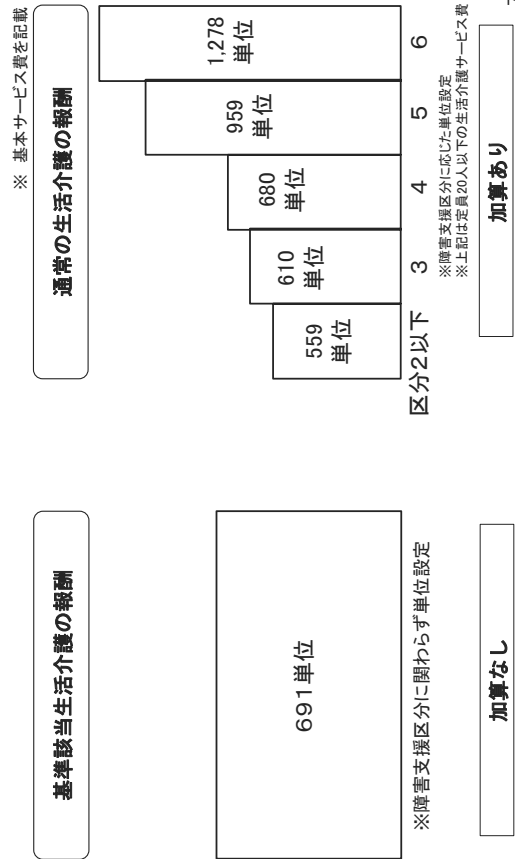 ※ 基本サービス費を記載
基準該当生活介護の報酬
691単位
※障害支援区分に関わらず単位設定
加算なし
通常の生活介護の報酬
559
単位
610
単位
680
単位
959
単位
1,278
単位
区分2以下 3 4 5 6
※障害支援区分に応じた単位設定
※上記は定員20人以下の生活介護サービス費
加算あり